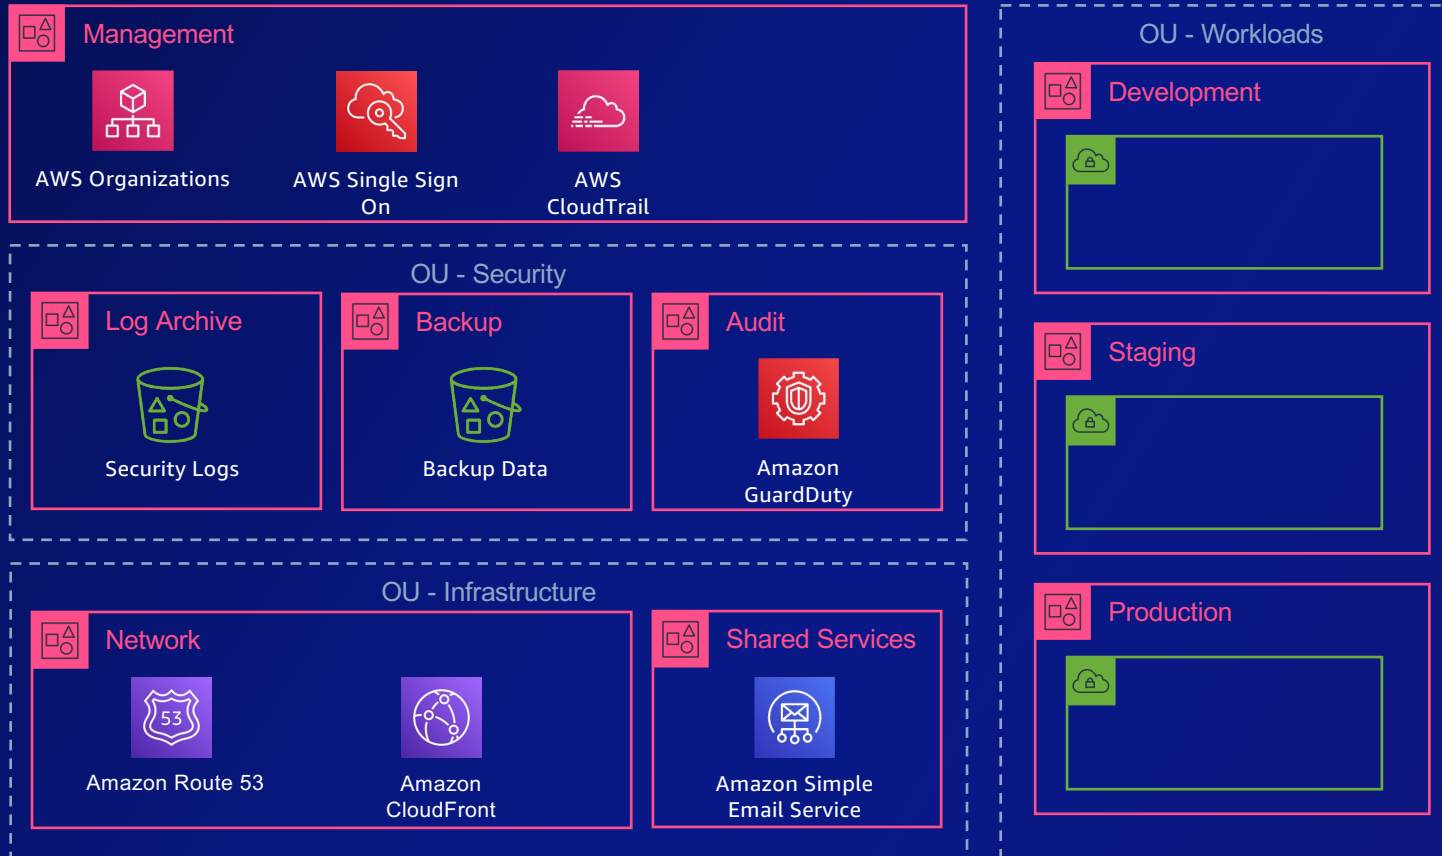 Management
AWS Organizations
AWS Single Sign
On
AWS
CloudTrail
OU - Security
Log Archive
Security Logs
Backup
Backup Data
Audit
Amazon
GuardDuty
OU - Infrastructure
Network
53
Amazon Route 53
Amazon
CloudFront
Shared Services
Amazon Simple
Email Service
OU - Workloads
Development
Staging
Production